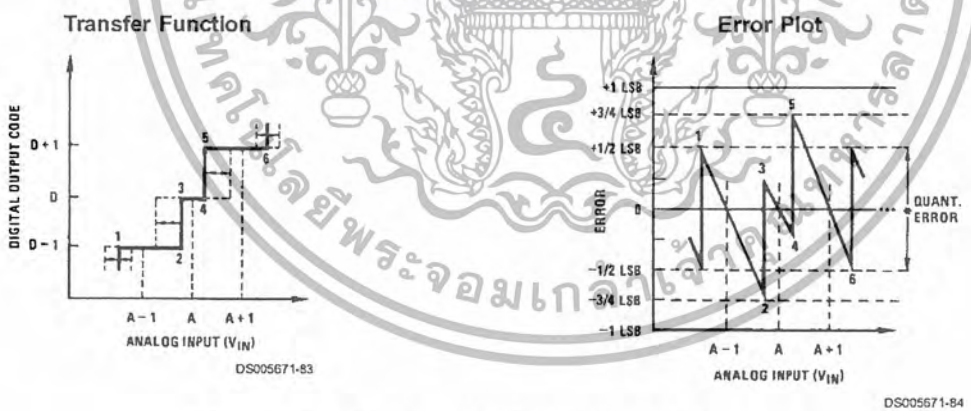 Transfer Function
DIGITAL OUTPUT CODE
D + 1
D
D – 1
1
2
3
4
5
6
A – 1
A
A + 1
ANALOG INPUT (VIN)
DS005671-83
Error Plot
ERROR
+1 LSB
+3/4 LSB
+1/2 LSB
0
–1/2 LSB
–3/4 LSB
–1 LSB
1
2
3
4
5
6
QUANT.
ERROR
A – 1
A
A + 1
ANALOG INPUT (VIN)
DS005671-84